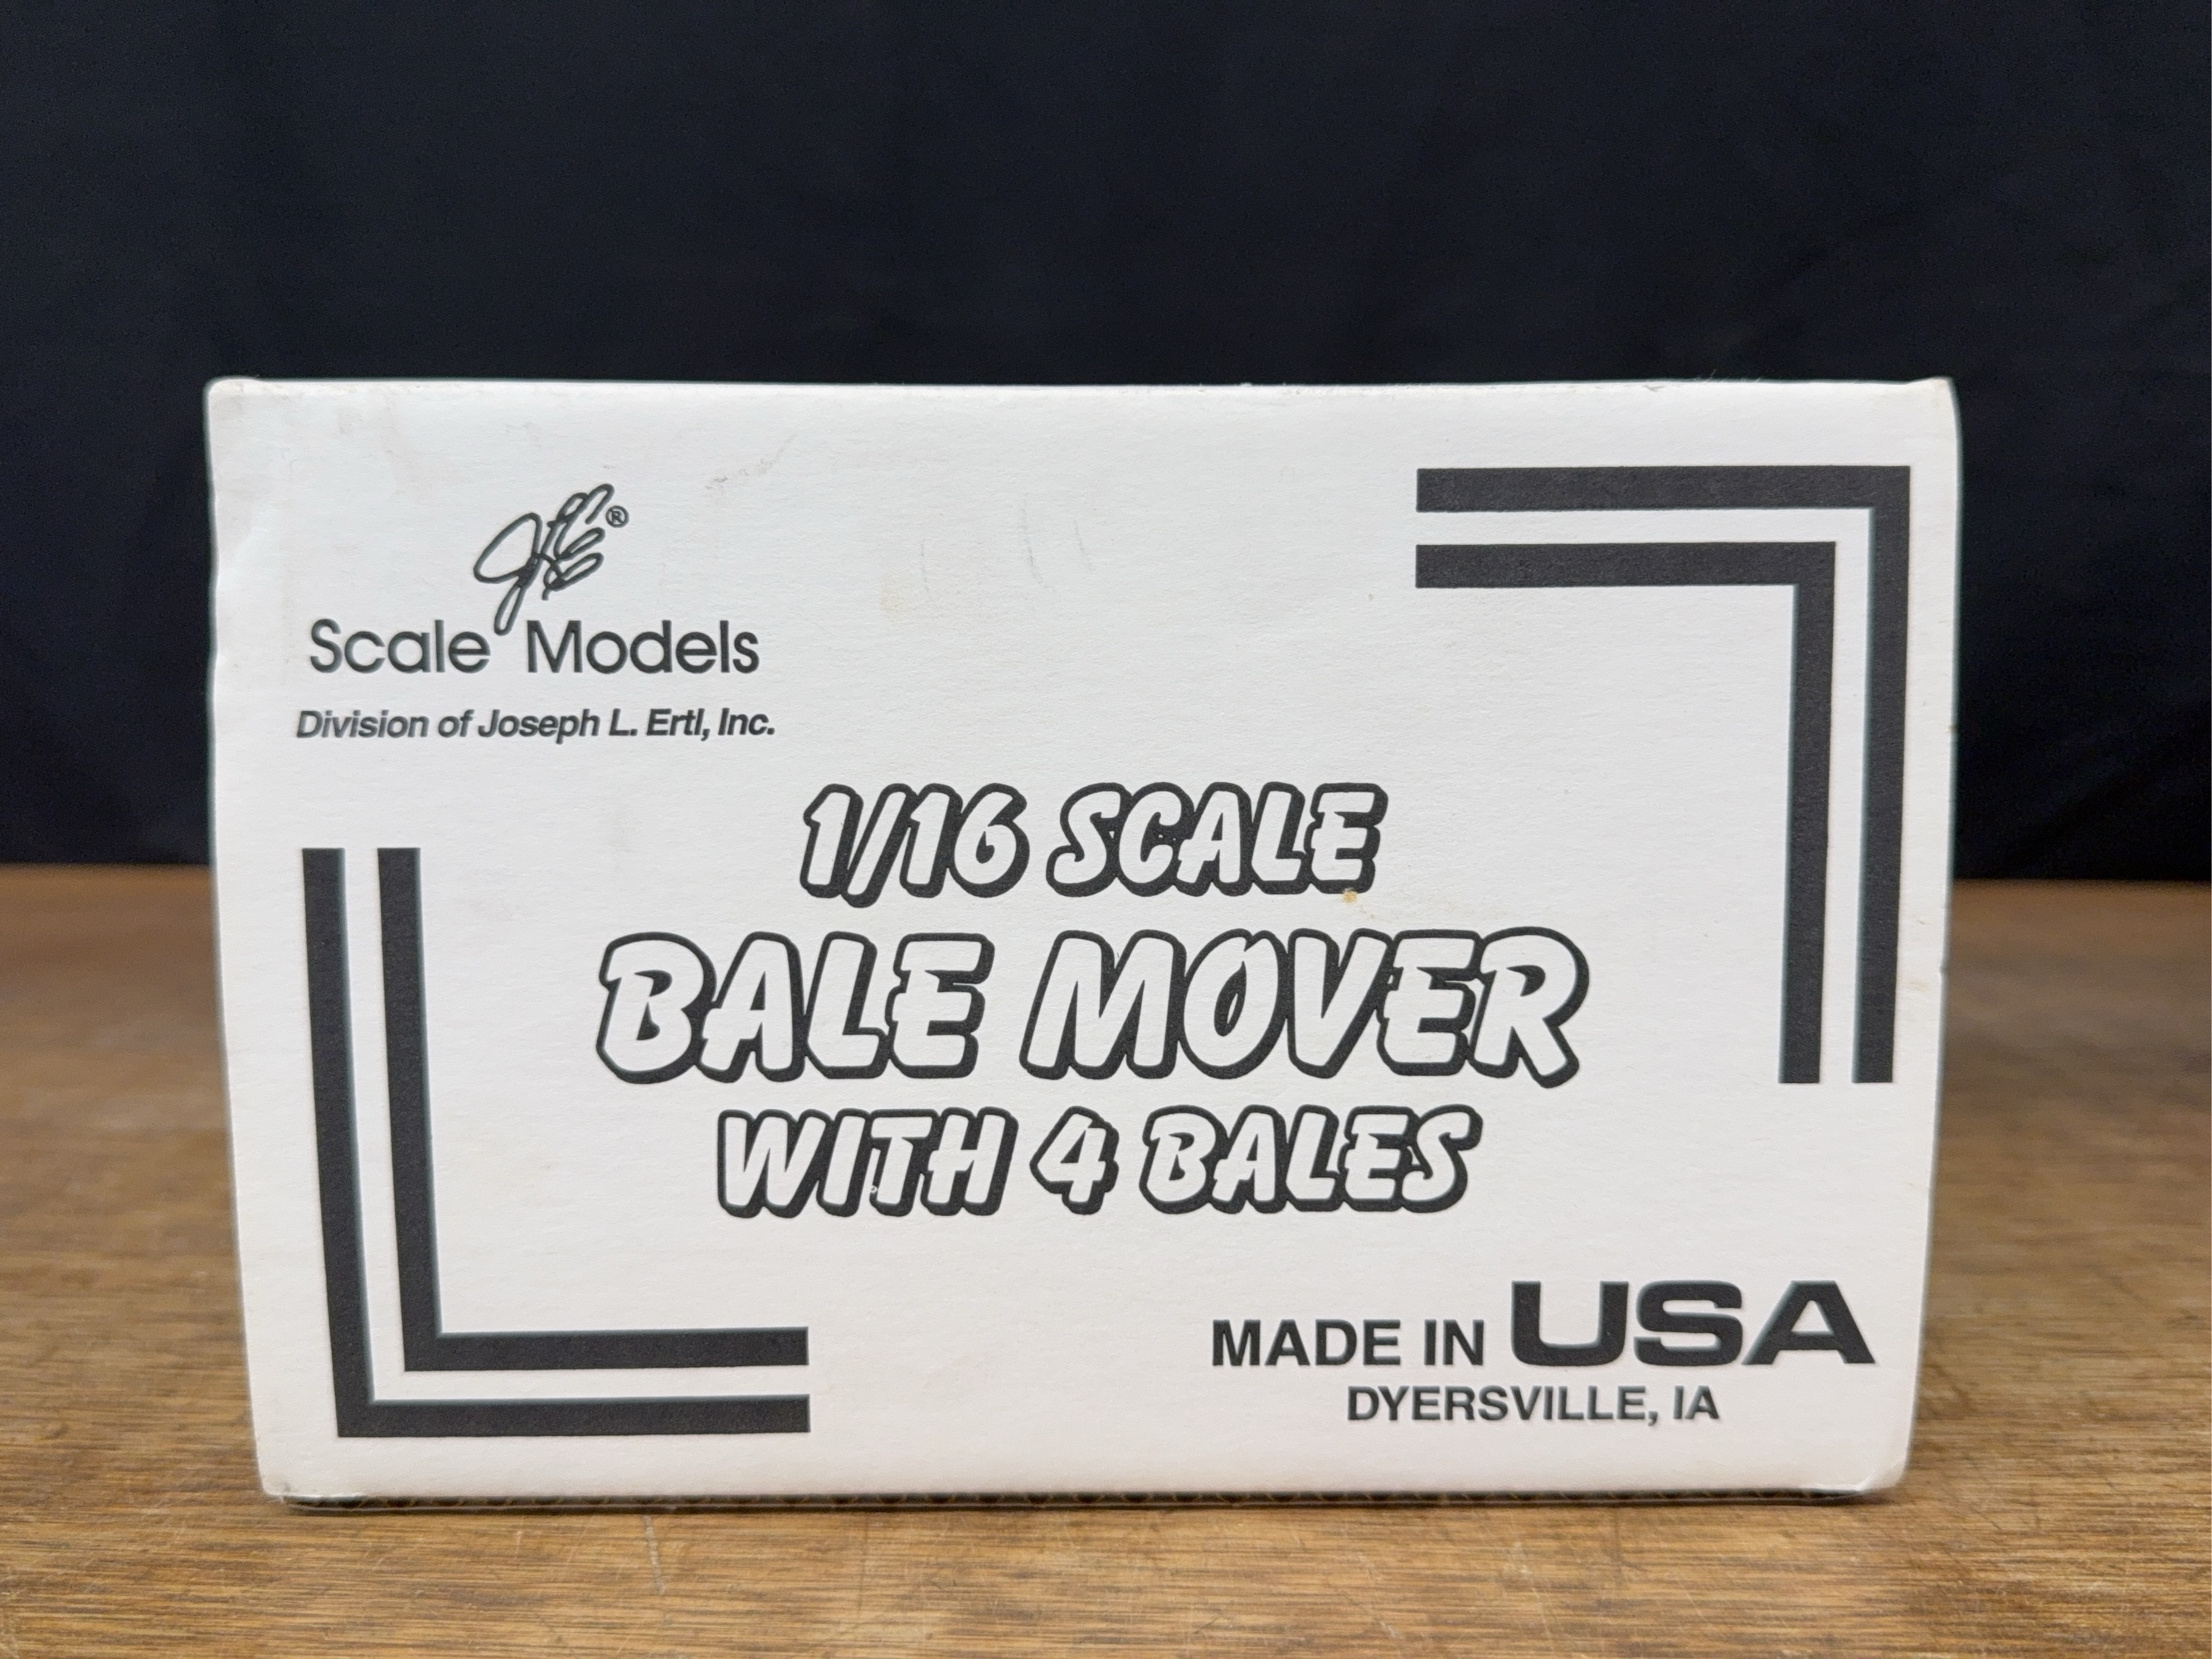 JLE®
Scale Models
Division of Joseph L. Ertl, Inc.
1/16 SCALE
BALE MOVER
WITH 4 BALES
MADE IN USA
DYERSVILLE, IA